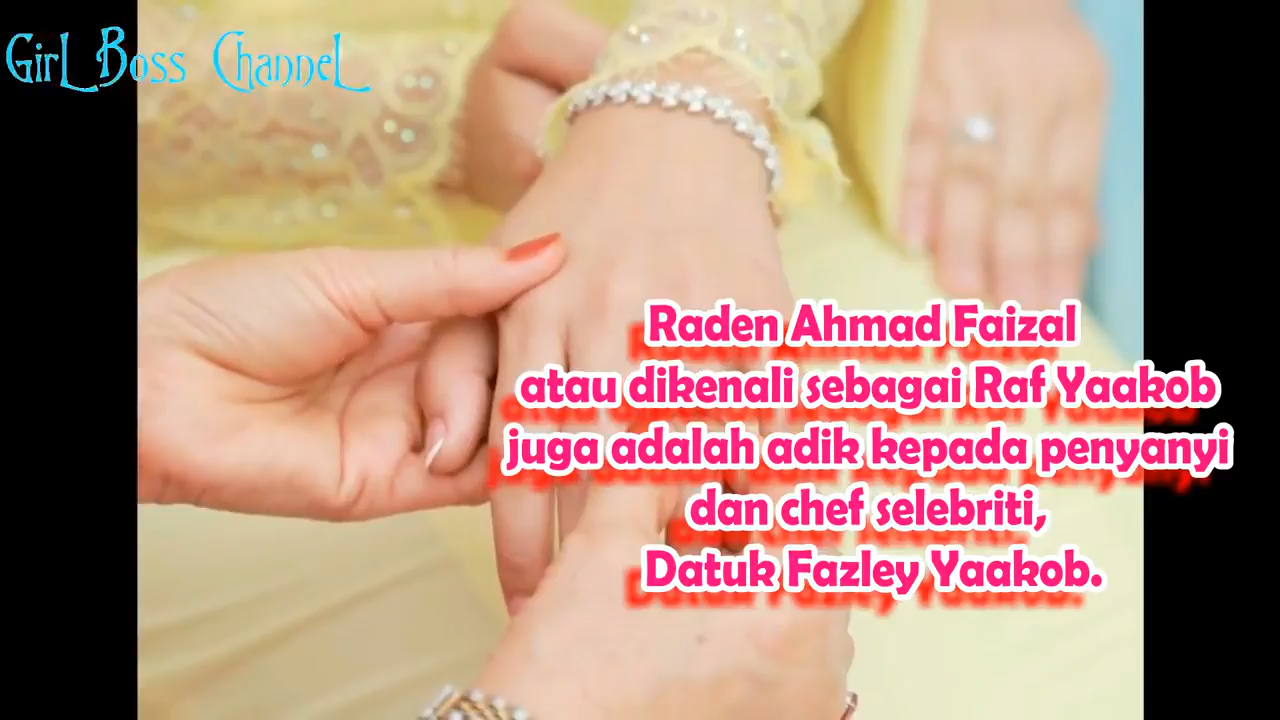 GirL Boss ChanneL
Raden Ahmad Faizal
atau dikenali sebagai Raf Yaakob
juga adalah adik kepada penyanyi
dan chef selebriti,
Datuk Fazley Yaakob.